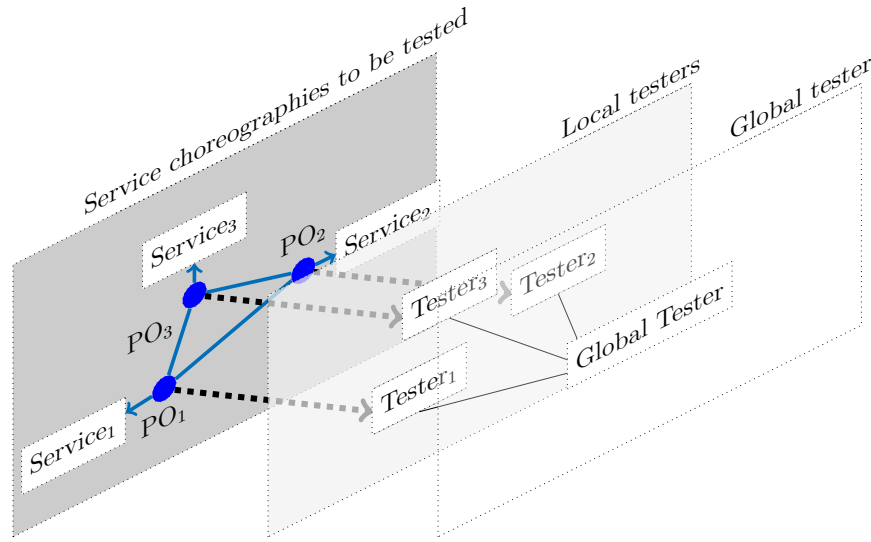 Service choreographies to be tested
Local testers
Global tester
Service₃
PO₂
Service₂
Tester₃
Tester₂
PO₃
Global Tester
Tester₁
PO₁
Service₁